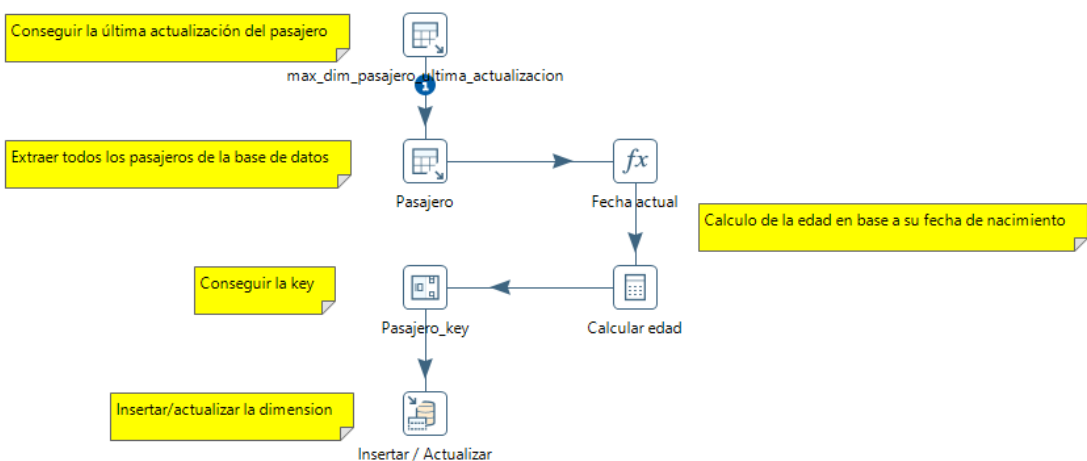 Conseguir la última actualización del pasajero
max_dim_pasajero_ultima_actualizacion
1
Extraer todos los pasajeros de la base de datos
fx
Pasajero
Fecha actual
Calculo de la edad en base a su fecha de nacimiento
Conseguir la key
Pasajero_key
Calcular edad
Insertar/actualizar la dimension
Insertar / Actualizar